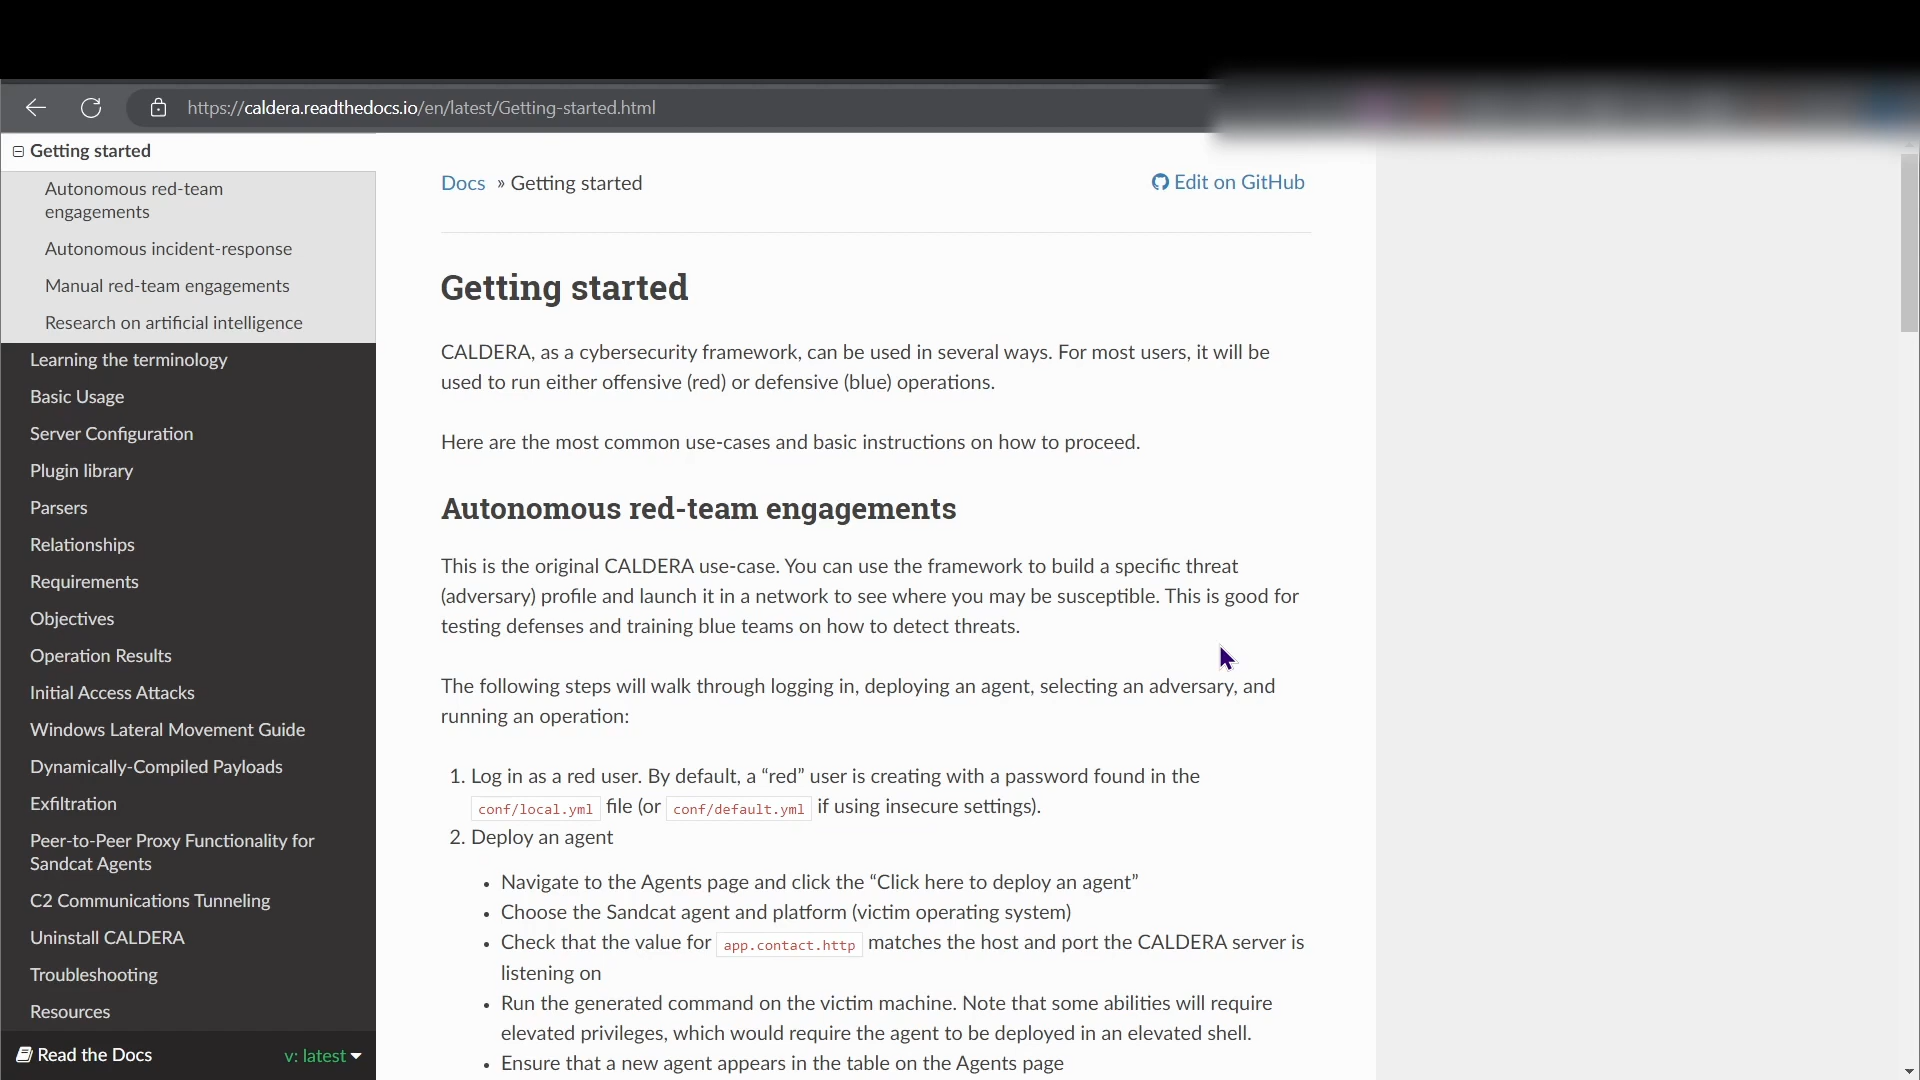 https://caldera.readthedocs.io/en/latest/Getting-started.html
Getting started
Autonomous red-team
engagements
Autonomous incident-response
Manual red-team engagements
Research on artificial intelligence
Learning the terminology
Basic Usage
Server Configuration
Plugin library
Parsers
Relationships
Requirements
Objectives
Operation Results
Initial Access Attacks
Windows Lateral Movement Guide
Dynamically-Compiled Payloads
Exfiltration
Peer-to-Peer Proxy Functionality for
Sandcat Agents
C2 Communications Tunneling
Uninstall CALDERA
Troubleshooting
Resources
Read the Docs v: latest
Docs » Getting started
Edit on GitHub
Getting started
CALDERA, as a cybersecurity framework, can be used in several ways. For most users, it will be
used to run either offensive (red) or defensive (blue) operations.
Here are the most common use-cases and basic instructions on how to proceed.
Autonomous red-team engagements
This is the original CALDERA use-case. You can use the framework to build a specific threat
(adversary) profile and launch it in a network to see where you may be susceptible. This is good for
testing defenses and training blue teams on how to detect threats.
The following steps will walk through logging in, deploying an agent, selecting an adversary, and
running an operation:
1. Log in as a red user. By default, a “red” user is creating with a password found in the
conf/local.yml file (or conf/default.yml if using insecure settings).
2. Deploy an agent
• Navigate to the Agents page and click the “Click here to deploy an agent”
• Choose the Sandcat agent and platform (victim operating system)
• Check that the value for app.contact.http matches the host and port the CALDERA server is
listening on
• Run the generated command on the victim machine. Note that some abilities will require
elevated privileges, which would require the agent to be deployed in an elevated shell.
• Ensure that a new agent appears in the table on the Agents page